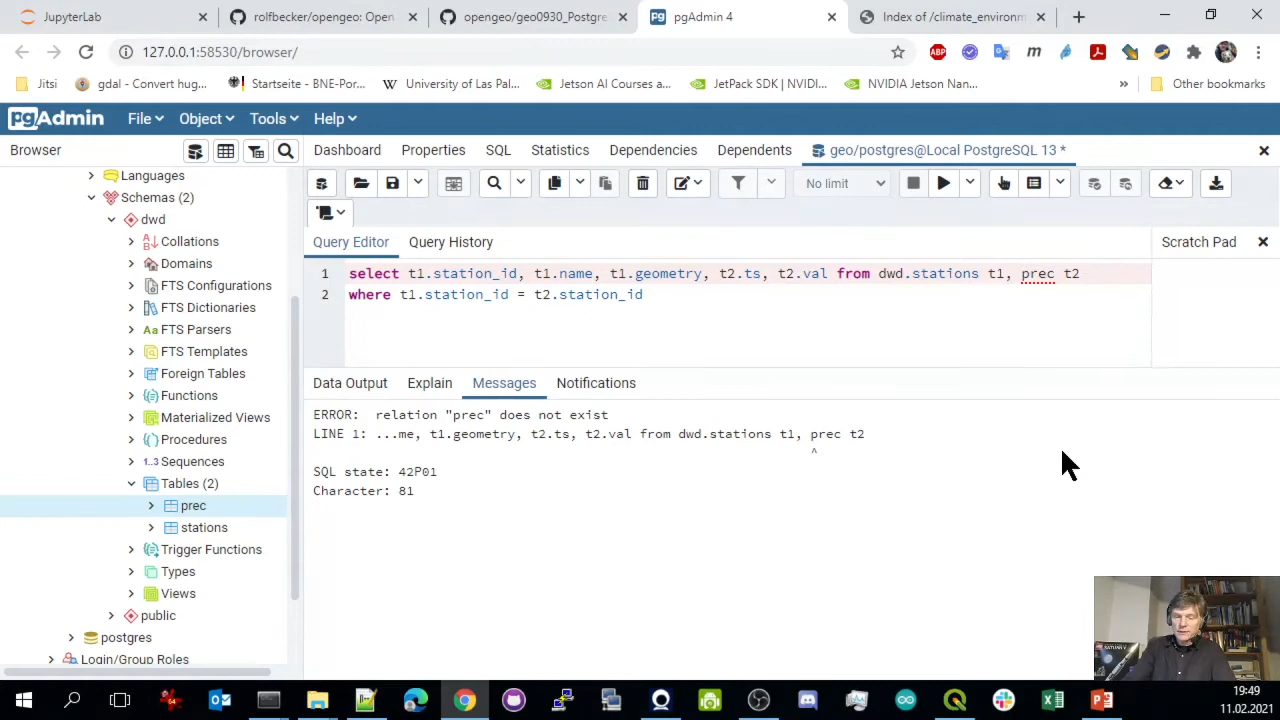 JupyterLab
rolfbecker/opengeo: Open
opengeo/geo0930_Postgre
pgAdmin 4
Index of /climate_environm
127.0.0.1:58530/browser/
Jitsi
gdal - Convert hug...
Startseite - BNE-Por...
University of Las Pal...
Jetson AI Courses a...
JetPack SDK | NVIDI...
NVIDIA Jetson Nan...
»
Other bookmarks
pgAdmin
File
Object
Tools
Help
Browser
Dashboard
Properties
SQL
Statistics
Dependencies
Dependents
geo/postgres@Local PostgreSQL 13 *
No limit
Query Editor
Query History
Scratch Pad
1 select t1.station_id, t1.name, t1.geometry, t2.ts, t2.val from dwd.stations t1, prec t2
2 where t1.station_id = t2.station_id
Data Output
Explain
Messages
Notifications
ERROR:  relation "prec" does not exist
LINE 1: ...me, t1.geometry, t2.ts, t2.val from dwd.stations t1, prec t2
^
SQL state: 42P01
Character: 81
Languages
Schemas (2)
dwd
Collations
Domains
FTS Configurations
FTS Dictionaries
FTS Parsers
FTS Templates
Foreign Tables
Functions
Materialized Views
Procedures
Sequences
Tables (2)
prec
stations
Trigger Functions
Types
Views
public
postgres
Login/Group Roles
19:49
11.02.2021